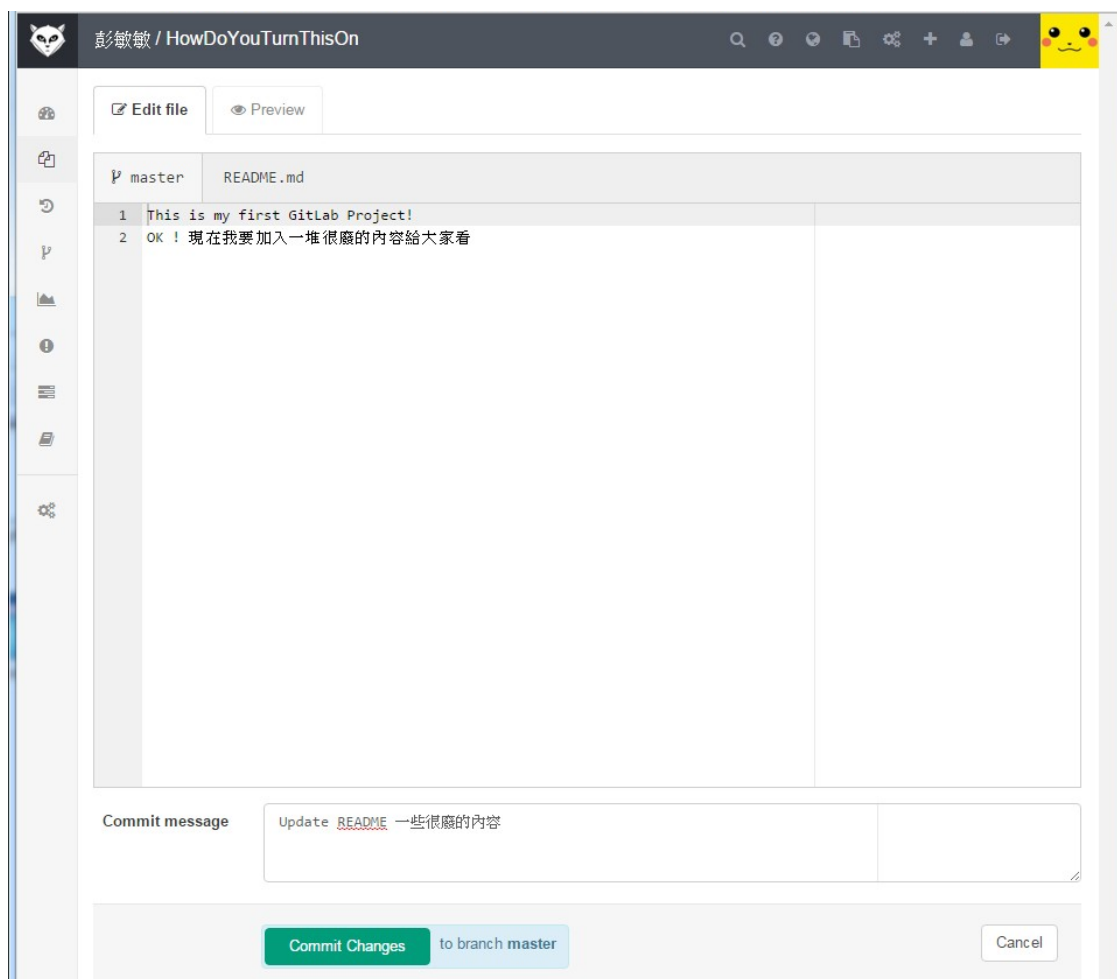 彭敏敏 / HowDoYouTurnThisOn
Edit file
Preview
master
README.md
1 This is my first GitLab Project!
2 OK ! 現在我要加入一堆很廢的內容給大家看
Commit message
Update README 一些很廢的內容
Commit Changes
to branch master
Cancel